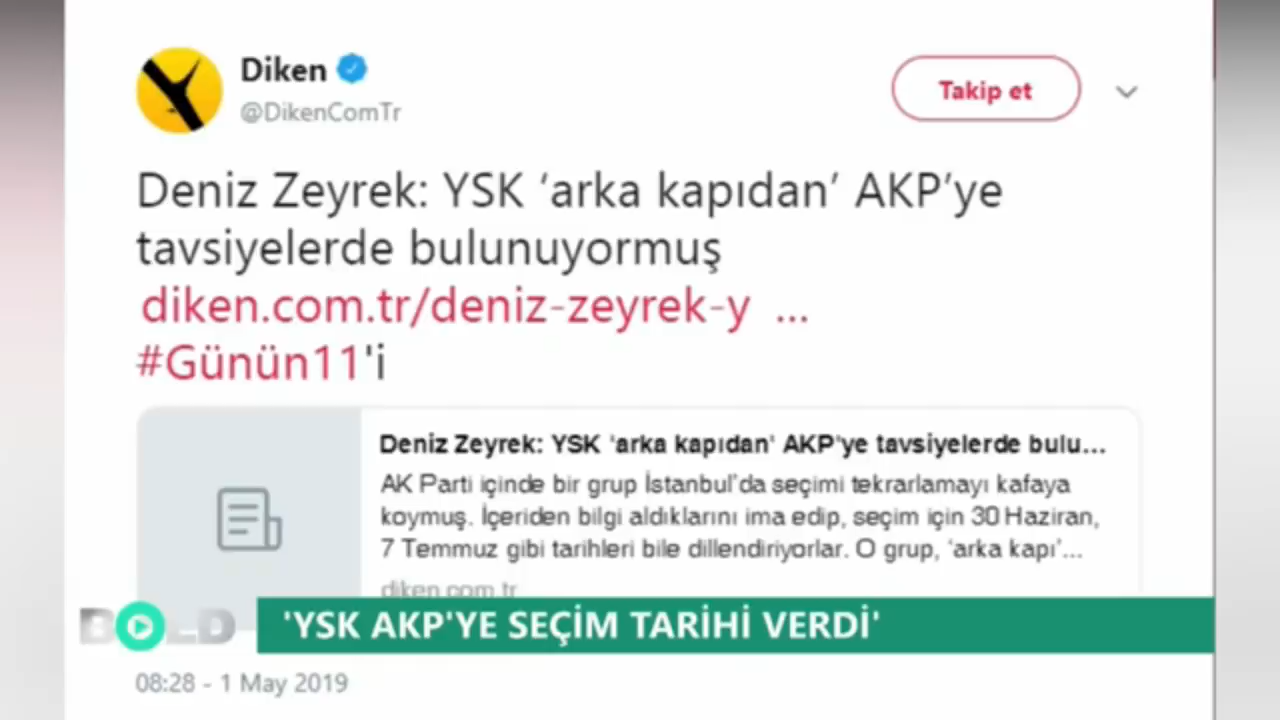 Diken
@DikenComTr
Takip et
Deniz Zeyrek: YSK ‘arka kapıdan’ AKP’ye
tavsiyelerde bulunuyormuş
diken.com.tr/deniz-zeyrek-y ...
#Günün11'i
Deniz Zeyrek: YSK 'arka kapıdan' AKP'ye tavsiyelerde bulu...
AK Parti içinde bir grup İstanbul’da seçimi tekrarlamayı kafaya
koymuş. İçeriden bilgi aldıklarını ima edip, seçim için 30 Haziran,
7 Temmuz gibi tarihleri bile dillendiriyorlar. O grup, ‘arka kapı’...
diken.com.tr
BOLD
'YSK AKP'YE SEÇİM TARİHİ VERDİ'
08:28 - 1 May 2019